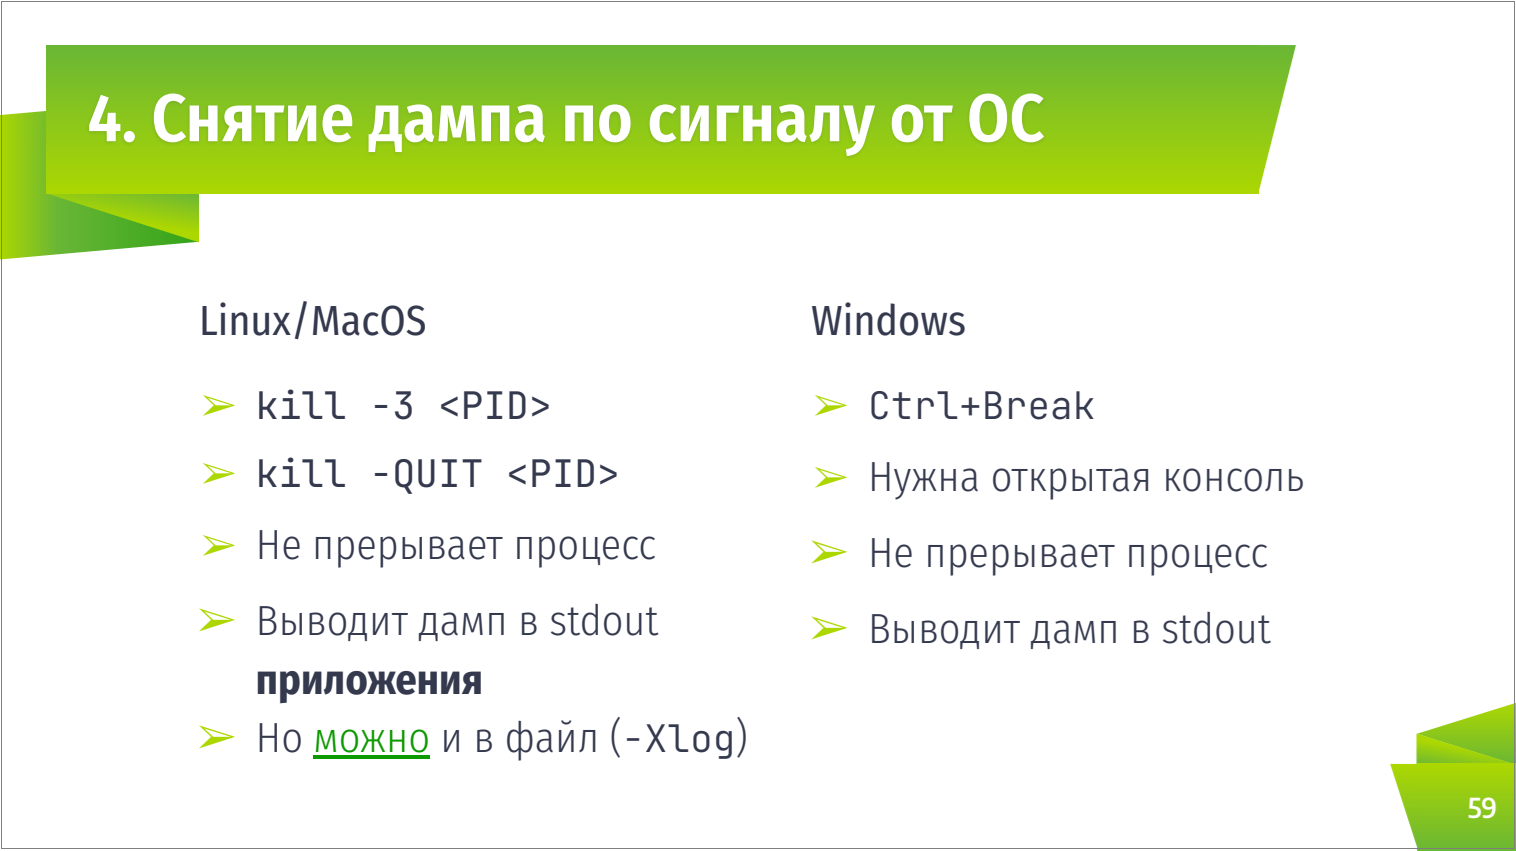 4. Снятие дампа по сигналу от ОС
Linux/MacOS
➢ kill -3 <PID>
➢ kill -QUIT <PID>
➢ Не прерывает процесс
➢ Выводит дамп в stdout
приложения
➢ Но можно и в файл (-Xlog)
Windows
➢ Ctrl+Break
➢ Нужна открытая консоль
➢ Не прерывает процесс
➢ Выводит дамп в stdout
59